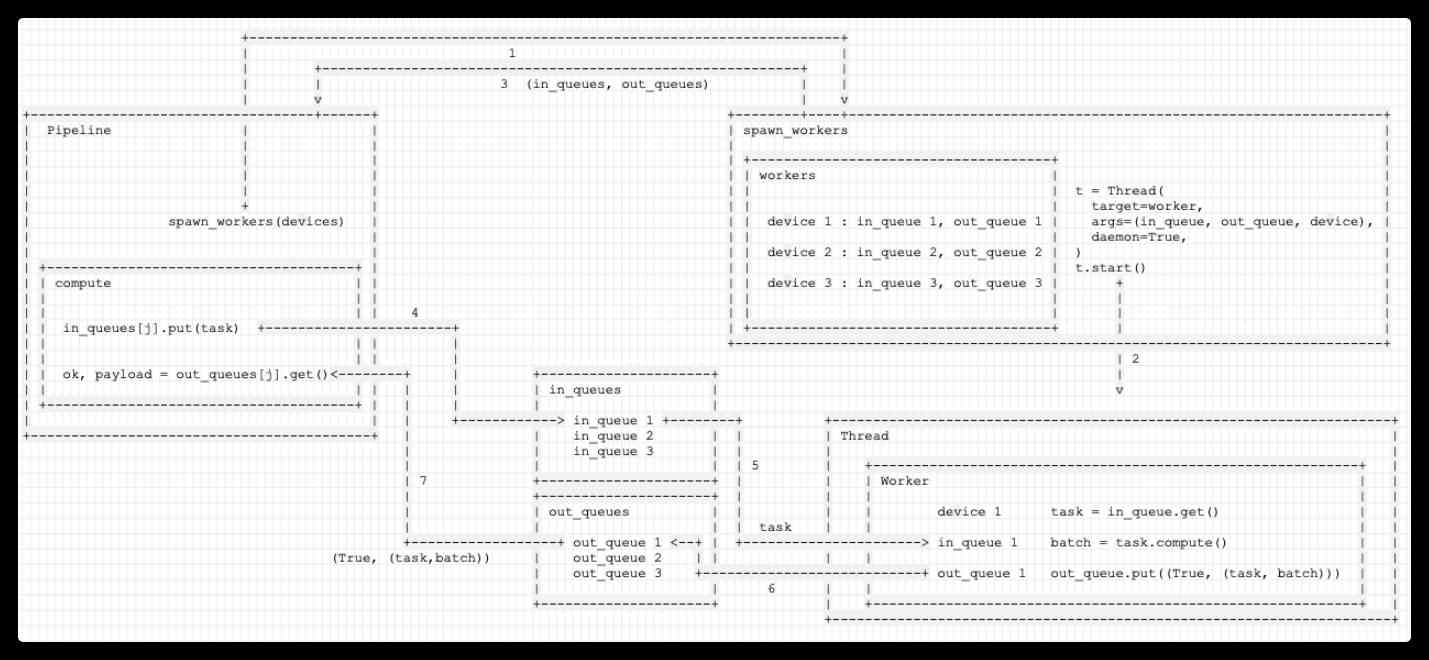 1
3 (in_queues, out_queues)
Pipeline
spawn_workers(devices)
compute
in_queues[j].put(task)
ok, payload = out_queues[j].get()
spawn_workers
workers
device 1 : in_queue 1, out_queue 1
device 2 : in_queue 2, out_queue 2
device 3 : in_queue 3, out_queue 3
t = Thread(
target=worker,
args=(in_queue, out_queue, device),
daemon=True,
)
t.start()
2
4
in_queues
in_queue 1
in_queue 2
in_queue 3
5
7
out_queues
out_queue 1
out_queue 2
out_queue 3
(True, (task,batch))
task
6
Thread
Worker
device 1 task = in_queue.get()
in_queue 1 batch = task.compute()
out_queue 1 out_queue.put((True, (task, batch)))